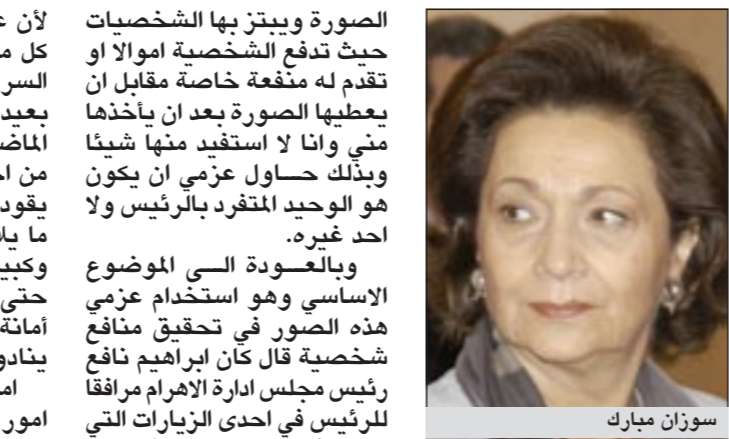 الصورة ويبتز بها الشخصيات
حيث تدفع الشخصية اموالا او
تقدم له منفعة خاصة مقابل ان
يعطيها الصورة بعد ان يأخذها
مني وانا لا استفيد منها شيئا
وبذلك حـــاول عزمي ان يكون
هو الوحيد المتفرد بالرئيس ولا
احد غيره.
وبالعـــودة الـــى الموضوع
الاساسي وهو استخدام عزمي
هذه الصور في تحقيق منافع
شخصية قال كان ابراهيم نافع
رئيس مجلس ادارة الاهرام مرافقا
للرئيس في احدى الزيارات التي
سوزان مبارك
لأن
كل
السر
بعيد
الماض
من
يقود
ما
وكبير
حتى
أمانة
ينادو
امور